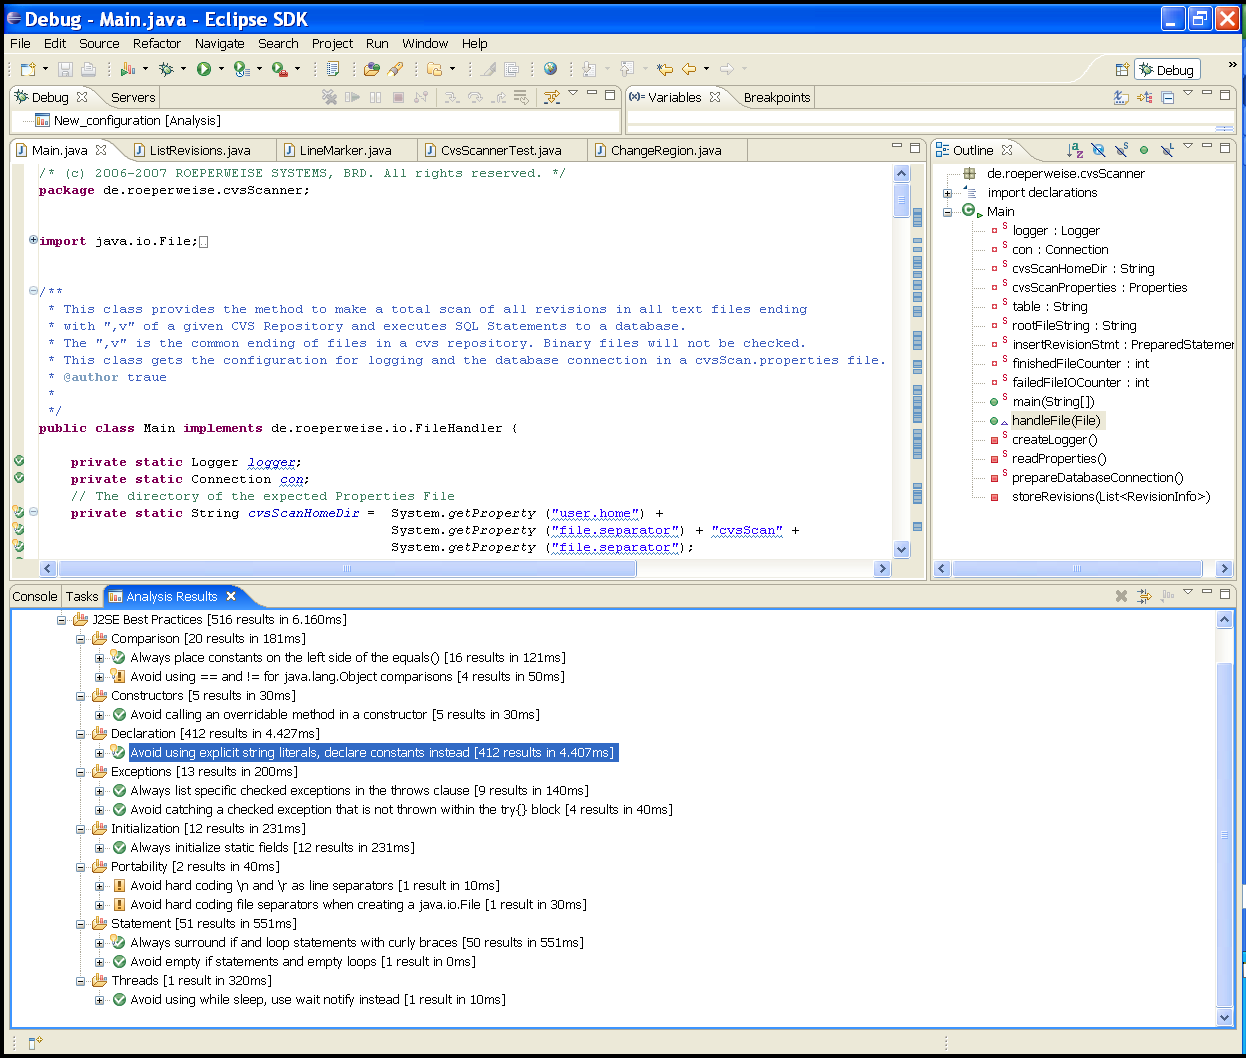 Debug - Main.java - Eclipse SDK
File Edit Source Refactor Navigate Search Project Run Window Help
Debug
Debug Servers
(x)= Variables Breakpoints
New_configuration [Analysis]
Main.java ListRevisions.java LineMarker.java CvsScannerTest.java ChangeRegion.java
Outline
/* (c) 2006-2007 ROEPERWEISE SYSTEMS, BRD. All rights reserved. */
package de.roeperweise.cvsScanner;
import java.io.File;
/**
* This class provides the method to make a total scan of all revisions in all text files ending
* with ",v" of a given CVS Repository and executes SQL Statements to a database.
* The ",v" is the common ending of files in a cvs repository. Binary files will not be checked.
* This class gets the configuration for logging and the database connection in a cvsScan.properties file.
* @author traue
*
*/
public class Main implements de.roeperweise.io.FileHandler {
private static Logger logger;
private static Connection con;
// The directory of the expected Properties File
private static String cvsScanHomeDir = System.getProperty ("user.home") +
System.getProperty ("file.separator") + "cvsScan" +
System.getProperty ("file.separator");
de.roeperweise.cvsScanner
import declarations
Main
logger : Logger
con : Connection
cvsScanHomeDir : String
cvsScanProperties : Properties
table : String
rootFileString : String
insertRevisionStmt : PreparedStatemen
finishedFileCounter : int
failedFileIOCounter : int
main(String[])
handleFile(File)
createLogger()
readProperties()
prepareDatabaseConnection()
storeRevisions(List<RevisionInfo>)
Console Tasks Analysis Results
J2SE Best Practices [516 results in 6.160ms]
Comparison [20 results in 181ms]
Always place constants on the left side of the equals() [16 results in 121ms]
Avoid using == and != for java.lang.Object comparisons [4 results in 50ms]
Constructors [5 results in 30ms]
Avoid calling an overridable method in a constructor [5 results in 30ms]
Declaration [412 results in 4.427ms]
Avoid using explicit string literals, declare constants instead [412 results in 4.407ms]
Exceptions [13 results in 200ms]
Always list specific checked exceptions in the throws clause [9 results in 140ms]
Avoid catching a checked exception that is not thrown within the try{} block [4 results in 40ms]
Initialization [12 results in 231ms]
Always initialize static fields [12 results in 231ms]
Portability [2 results in 40ms]
Avoid hard coding \n and \r as line separators [1 result in 10ms]
Avoid hard coding file separators when creating a java.io.File [1 result in 30ms]
Statement [51 results in 551ms]
Always surround if and loop statements with curly braces [50 results in 551ms]
Avoid empty if statements and empty loops [1 result in 0ms]
Threads [1 result in 320ms]
Avoid using while sleep, use wait notify instead [1 result in 10ms]